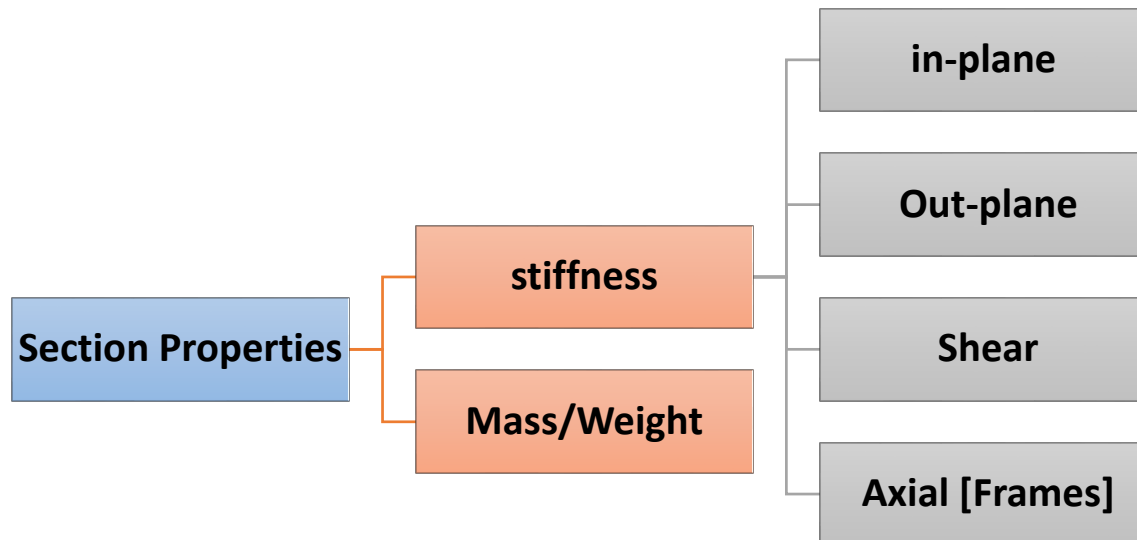 Section Properties
stiffness
Mass/Weight
in-plane
Out-plane
Shear
Axial [Frames]